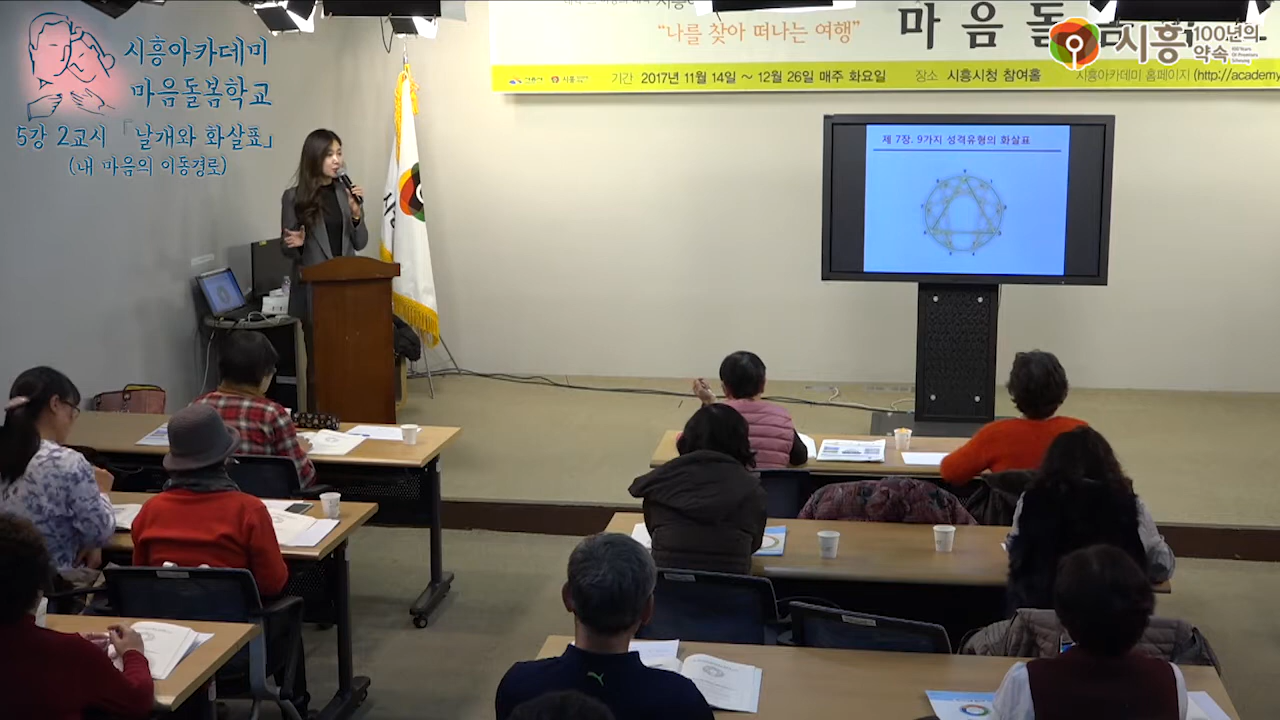 시흥아카데미
마음돌봄학교
5강 2교시 「날개와 화살표」
(내 마음의 이동경로)
"나를 찾아 떠나는 여행"
마음돌봄
시흥
100년의
약속
기간 2017년 11월 14일 ~ 12월 26일 매주 화요일 장소 시흥시청 참여홀 시흥아카데미 홈페이지 (http://academy
제 7장. 9가지 성격유형의 화살표